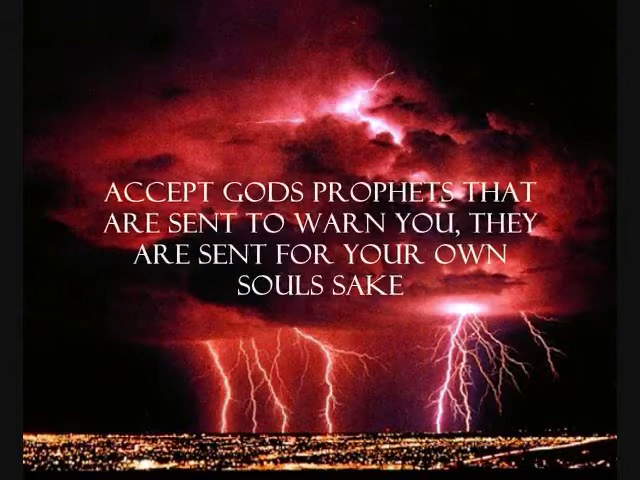 ACCEPT GODS PROPHETS THAT
ARE SENT TO WARN YOU, THEY
ARE SENT FOR YOUR OWN
SOULS SAKE